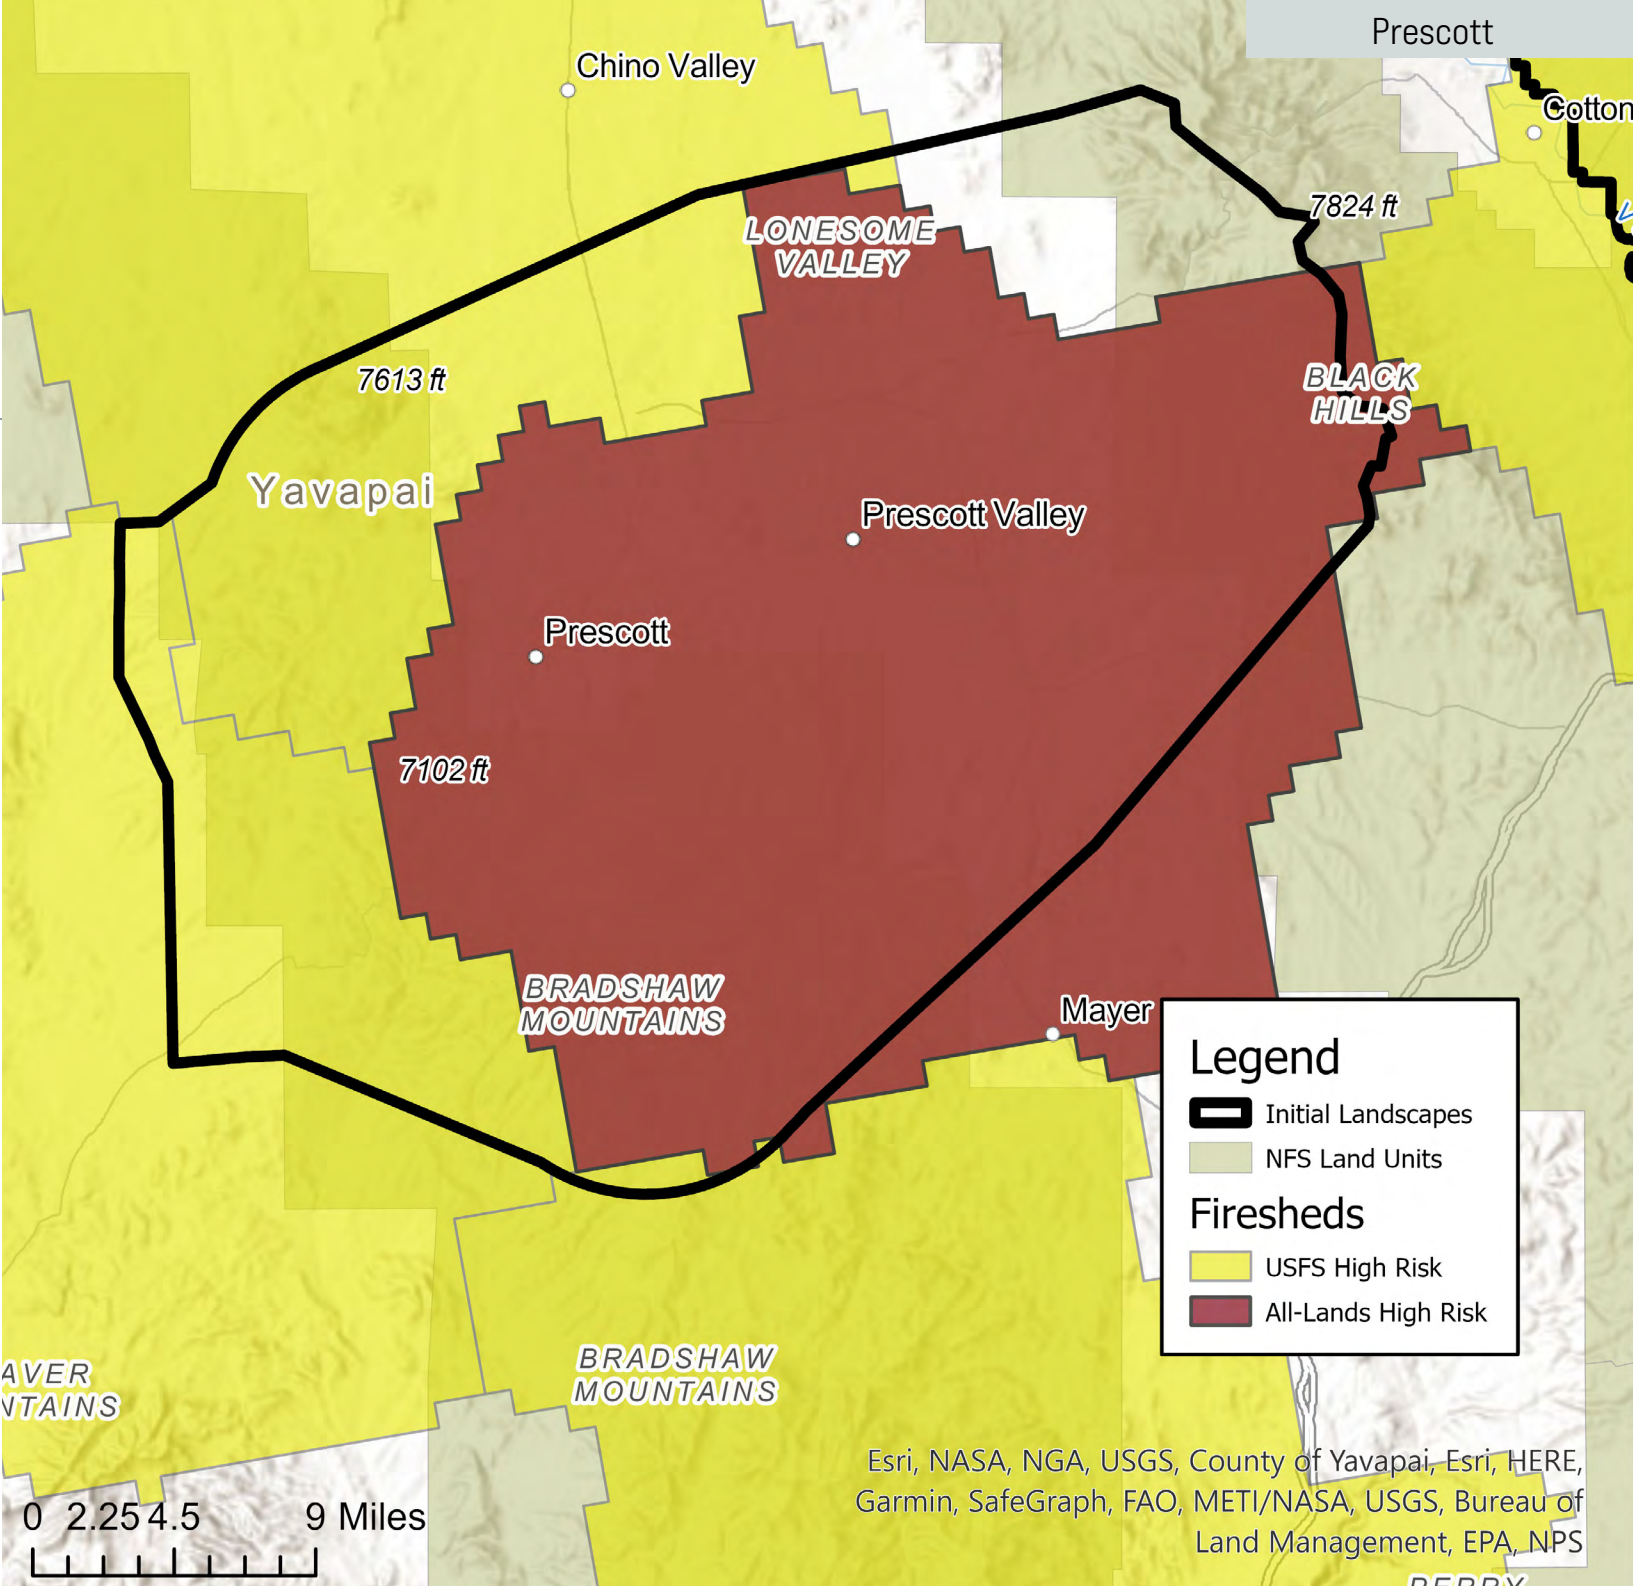 Prescott
Chino Valley
Cotton
7824 ft
LONESOME
VALLEY
7613 ft
BLACK
HILLS
Yavapai
Prescott Valley
Prescott
7102 ft
BRADSHAW
MOUNTAINS
Mayer
Legend
Initial Landscapes
NFS Land Units
Firesheds
USFS High Risk
All-Lands High Risk
BRADSHAW
MOUNTAINS
AVER
NTAINS
Esri, NASA, NGA, USGS, County of Yavapai, Esri, HERE,
Garmin, SafeGraph, FAO, METI/NASA, USGS, Bureau of
Land Management, EPA, NPS
0 2.25 4.5 9 Miles